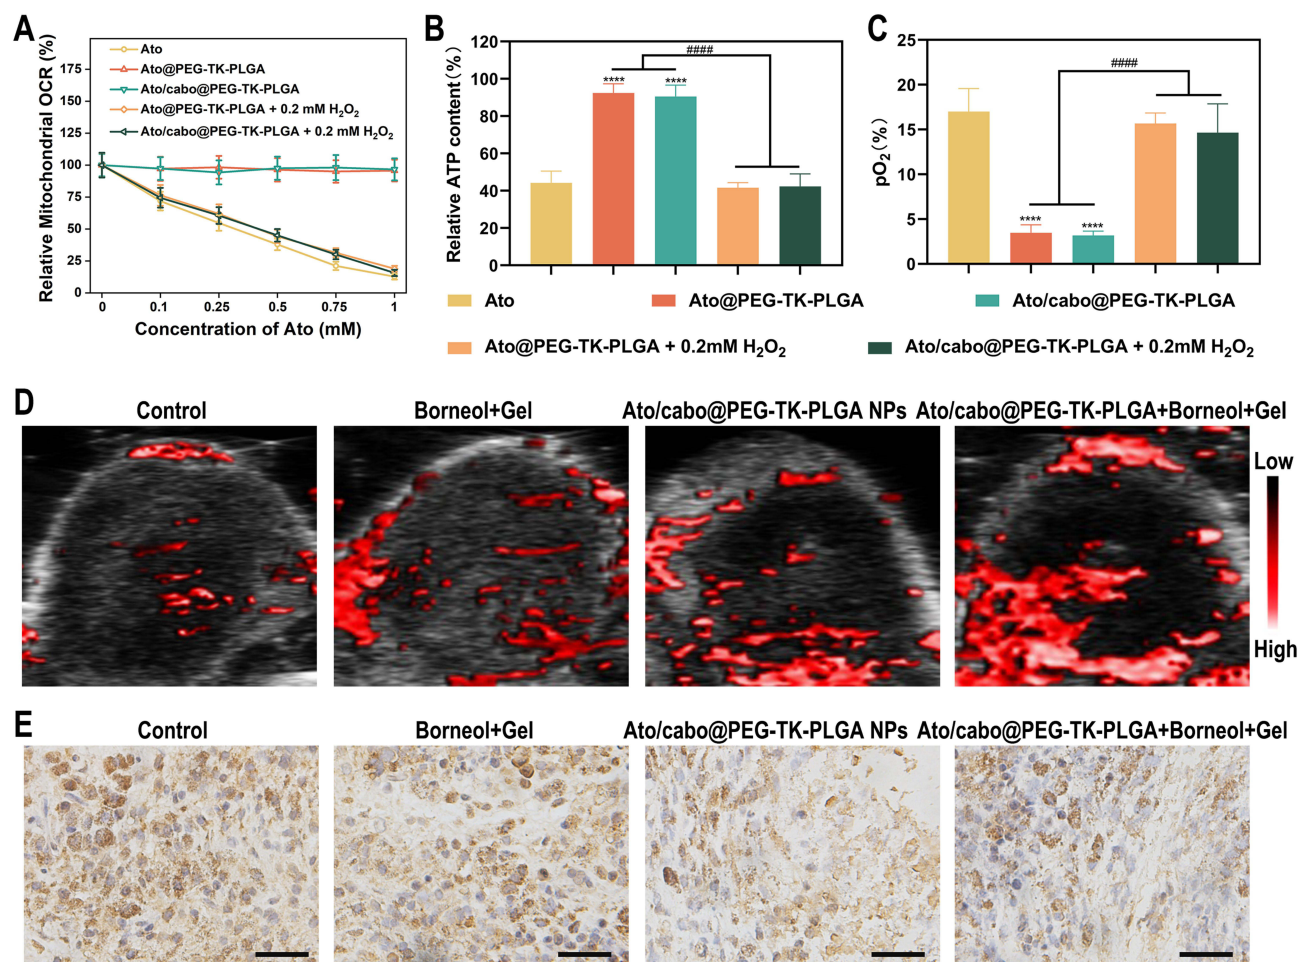 A
Relative Mitochondrial OCR (%)
175
150
125
100
75
50
25
0
Ato
Ato@PEG-TK-PLGA
Ato/cabo@PEG-TK-PLGA
Ato@PEG-TK-PLGA + 0.2 mM H₂O₂
Ato/cabo@PEG-TK-PLGA + 0.2 mM H₂O₂
0 0.1 0.25 0.5 0.75 1
Concentration of Ato (mM)
B
Relative ATP content(%)
120
100
80
60
40
20
0
####
**** ****
C
pO₂(%)
25
20
15
10
5
0
####
**** ****
Ato Ato@PEG-TK-PLGA Ato/cabo@PEG-TK-PLGA
Ato@PEG-TK-PLGA + 0.2mM H₂O₂ Ato/cabo@PEG-TK-PLGA + 0.2mM H₂O₂
D
Control Borneol+Gel Ato/cabo@PEG-TK-PLGA NPs Ato/cabo@PEG-TK-PLGA+Borneol+Gel
Low
High
E
Control Borneol+Gel Ato/cabo@PEG-TK-PLGA NPs Ato/cabo@PEG-TK-PLGA+Borneol+Gel